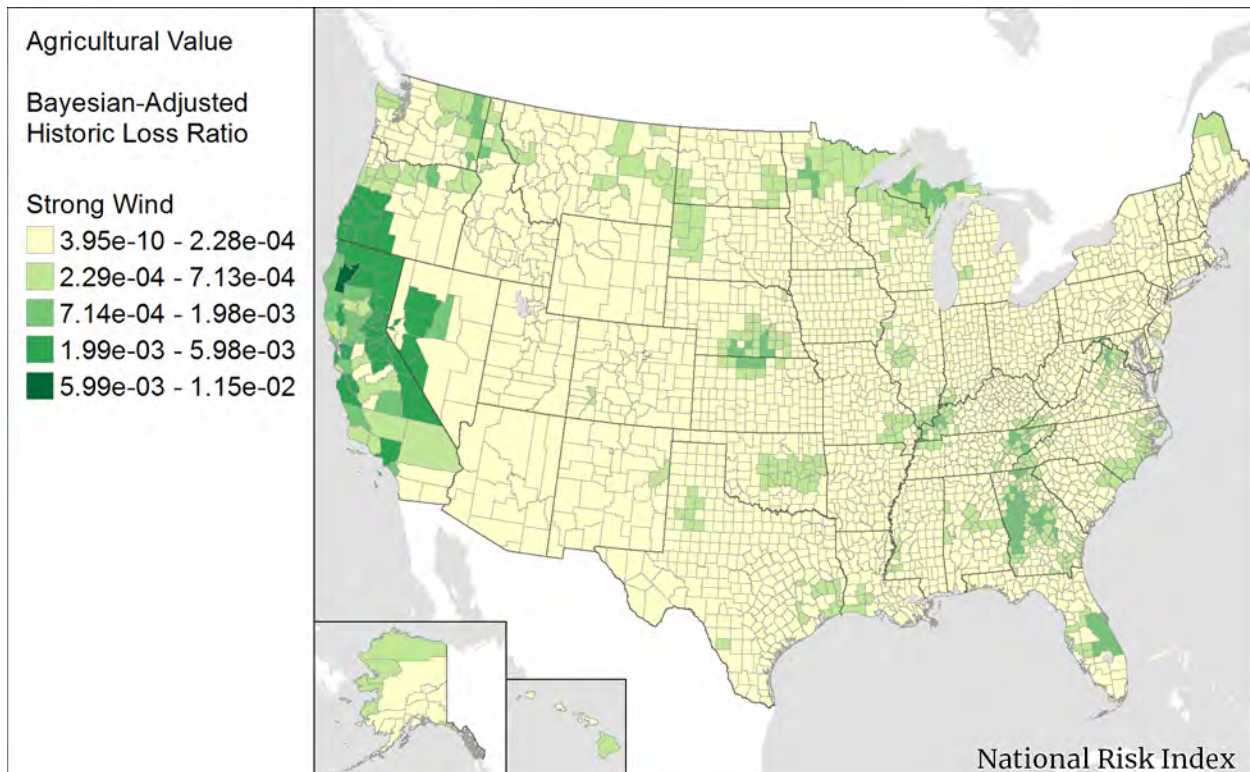 Agricultural Value
Bayesian-Adjusted
Historic Loss Ratio
Strong Wind
3.95e-10 - 2.28e-04
2.29e-04 - 7.13e-04
7.14e-04 - 1.98e-03
1.99e-03 - 5.98e-03
5.99e-03 - 1.15e-02
National Risk Index